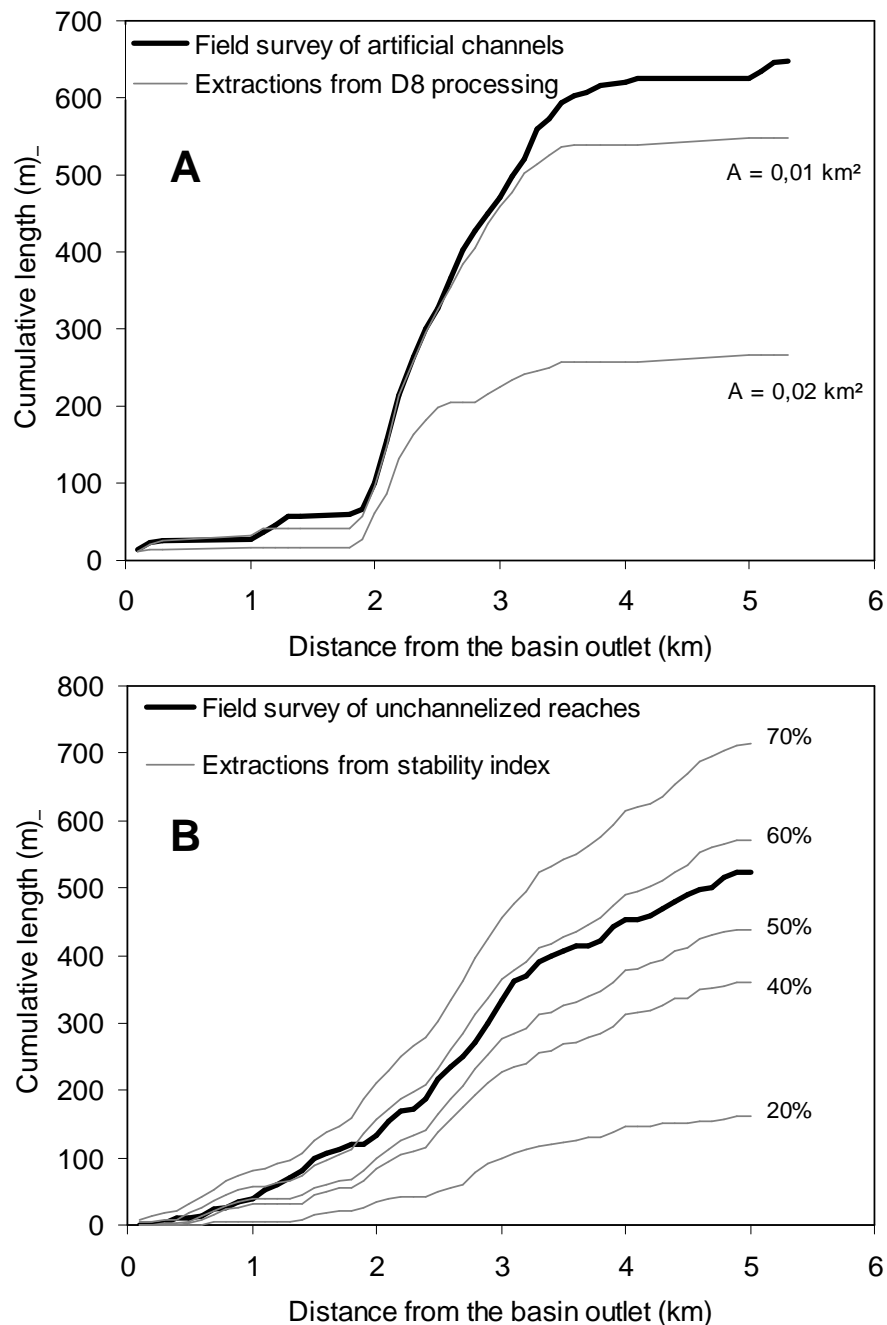 700
600
500
400
300
200
100
0
Cumulative length (m)_
Field survey of artificial channels
Extractions from D8 processing
A
A = 0,01 km²
A = 0,02 km²
0 1 2 3 4 5 6
Distance from the basin outlet (km)
800
700
600
500
400
300
200
100
0
Cumulative length (m)_
Field survey of unchannelized reaches
Extractions from stability index
B
70%
60%
50%
40%
20%
0 1 2 3 4 5 6
Distance from the basin outlet (km)